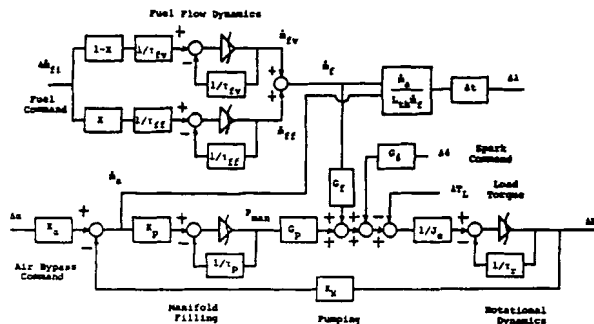 Fuel Flow Dynamics
ṁfv
1-X
1/τfv
+
-
1/τfv
Δṁfi
Fuel
Command
+
+
ṁf
ṁa
Lthṁf
Δt
Δλ
X
1/τff
+
-
ṁff
1/τff
Gδ
Δδ
Spark
Command
ṁa
Gf
ΔTL
Load
Torque
Pman
Δα
Kα
+
-
Kp
+
-
Gp
+
+
+
+
-
+
1/Je
+
-
1/τp
1/τr
Air Bypass
Command
KN
Manifold
Filling
Pumping
Rotational
Dynamics